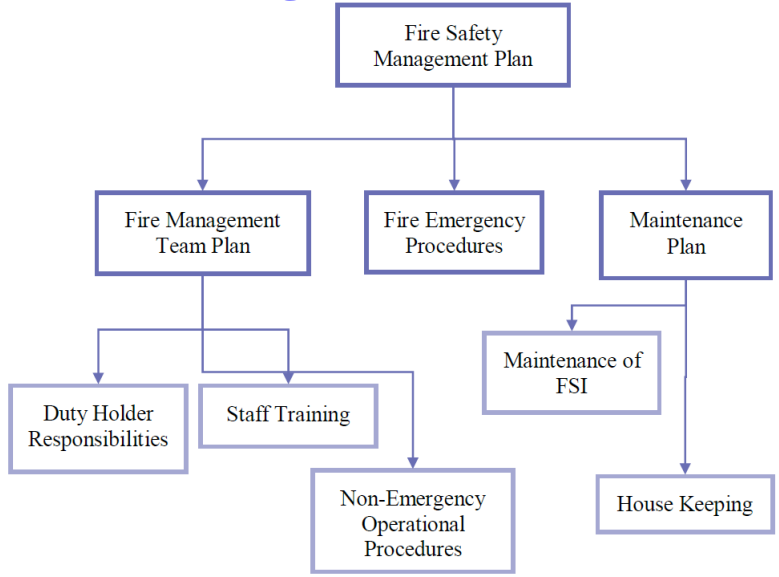 Fire Safety
Management Plan
Fire Management
Team Plan
Fire Emergency
Procedures
Maintenance
Plan
Maintenance of
FSI
Duty Holder
Responsibilities
Staff Training
Non-Emergency
Operational
Procedures
House Keeping